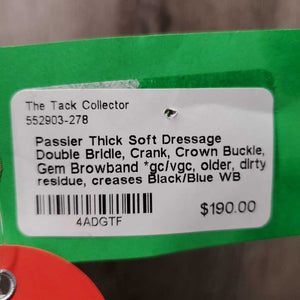 The Tack Collector
552903-278
Passier Thick Soft Dressage
Double Bridle, Crank, Crown Buckle,
Gem Browband *gc/vgc, older, dirty
residue, creases Black/Blue WB
4ADGTF
$190.00